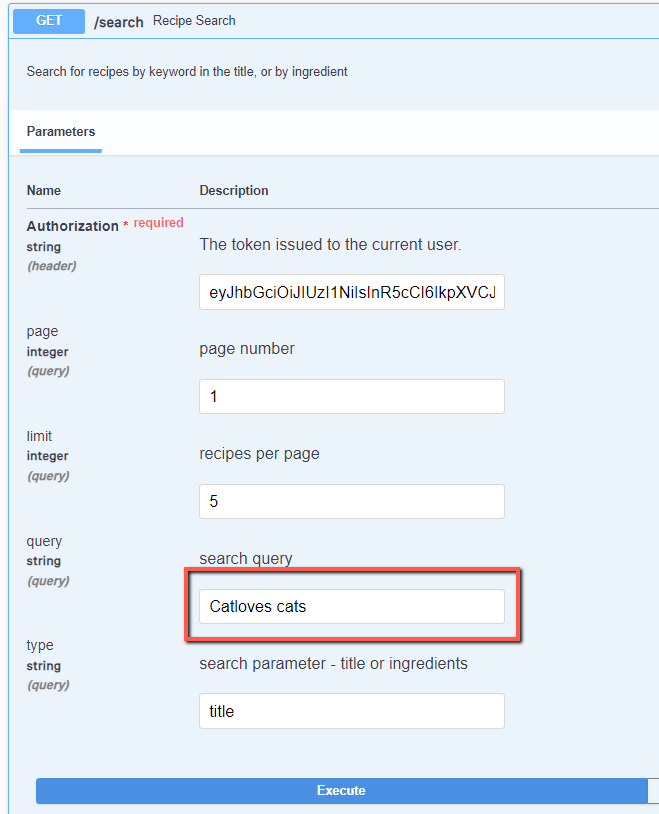 GET /search Recipe Search
Search for recipes by keyword in the title, or by ingredient
Parameters
Name Description
Authorization * required
string
(header)
The token issued to the current user.
eyJhbGciOiJIUzI1NiIsInR5cCI6IkpXVCJ
page
integer
(query)
page number
1
limit
integer
(query)
recipes per page
5
query
string
(query)
search query
Catloves cats
type
string
(query)
search parameter - title or ingredients
title
Execute